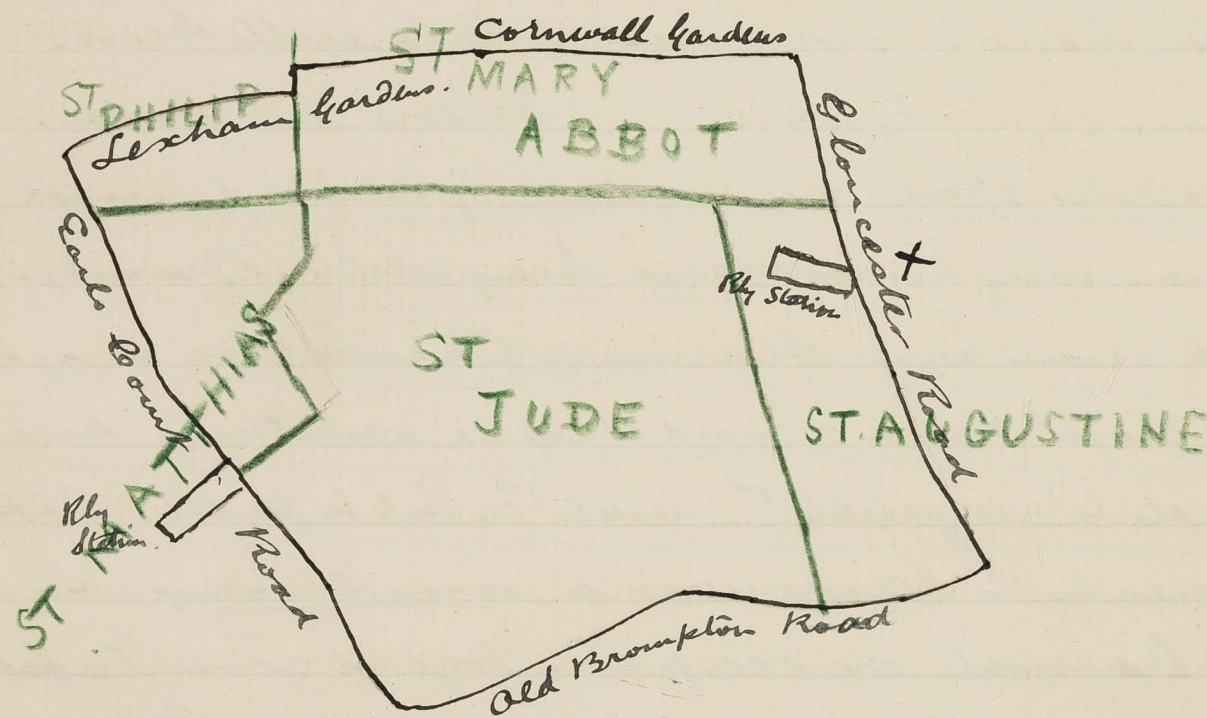 Cornwall Gardens
ST MARY
ABBOT
ST PHILIP
Lexham Gardens.
Gloucester Road
Earls Court Road
Rly Station
ST
JUDE
ST. AUGUSTINE
ST MATTHIAS
Rly
Station
Old Brompton Road